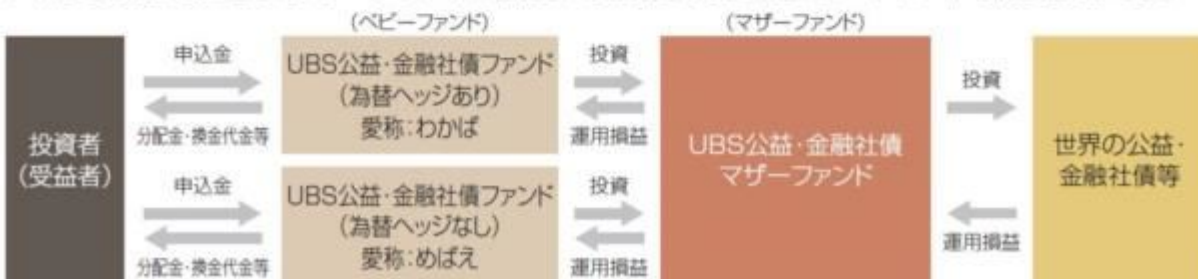 (ベビーファンド)
(マザーファンド)
投資者
(受益者)
申込金
分配金・換金代金等
UBS公益・金融社債ファンド
(為替ヘッジあり)
愛称:わかば
投資
運用損益
申込金
分配金・換金代金等
UBS公益・金融社債ファンド
(為替ヘッジなし)
愛称:めばえ
投資
運用損益
UBS公益・金融社債
マザーファンド
投資
運用損益
世界の公益・
金融社債等